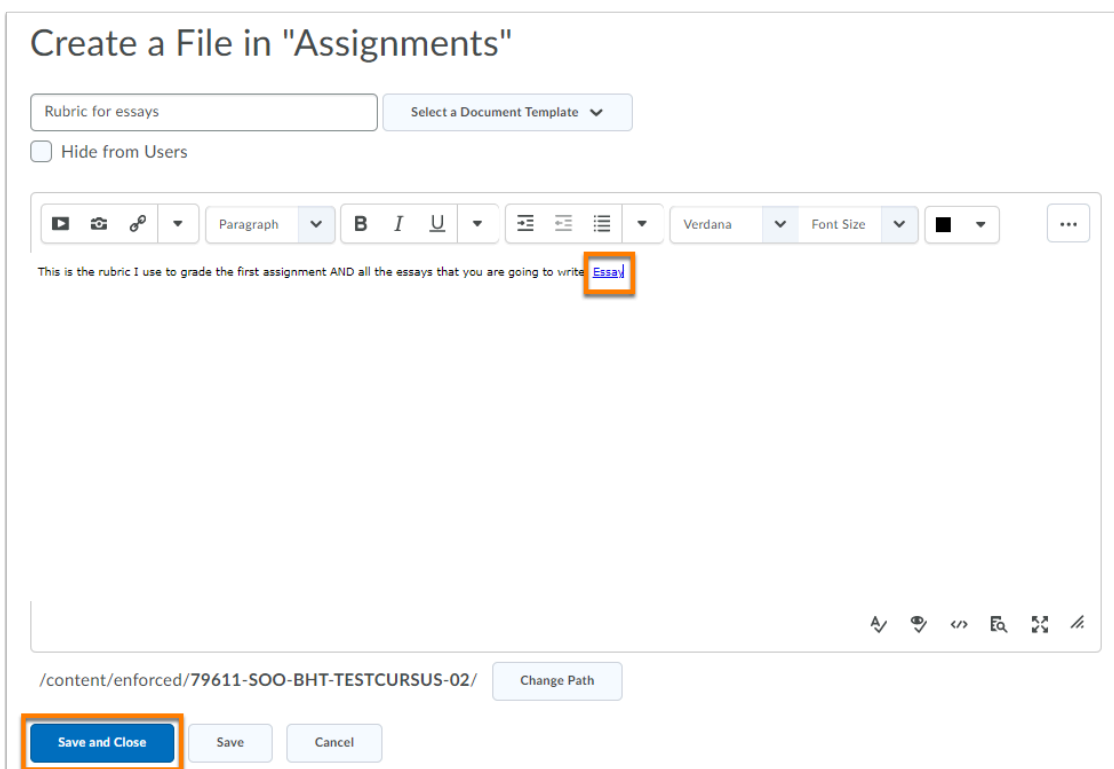 Create a File in "Assignments"
Rubric for essays Select a Document Template
Hide from Users
Paragraph B I U Verdana Font Size
This is the rubric I use to grade the first assignment AND all the essays that you are going to write Essay
/content/enforced/79611-SOO-BHT-TESTCURSUS-02/ Change Path
Save and Close Save Cancel